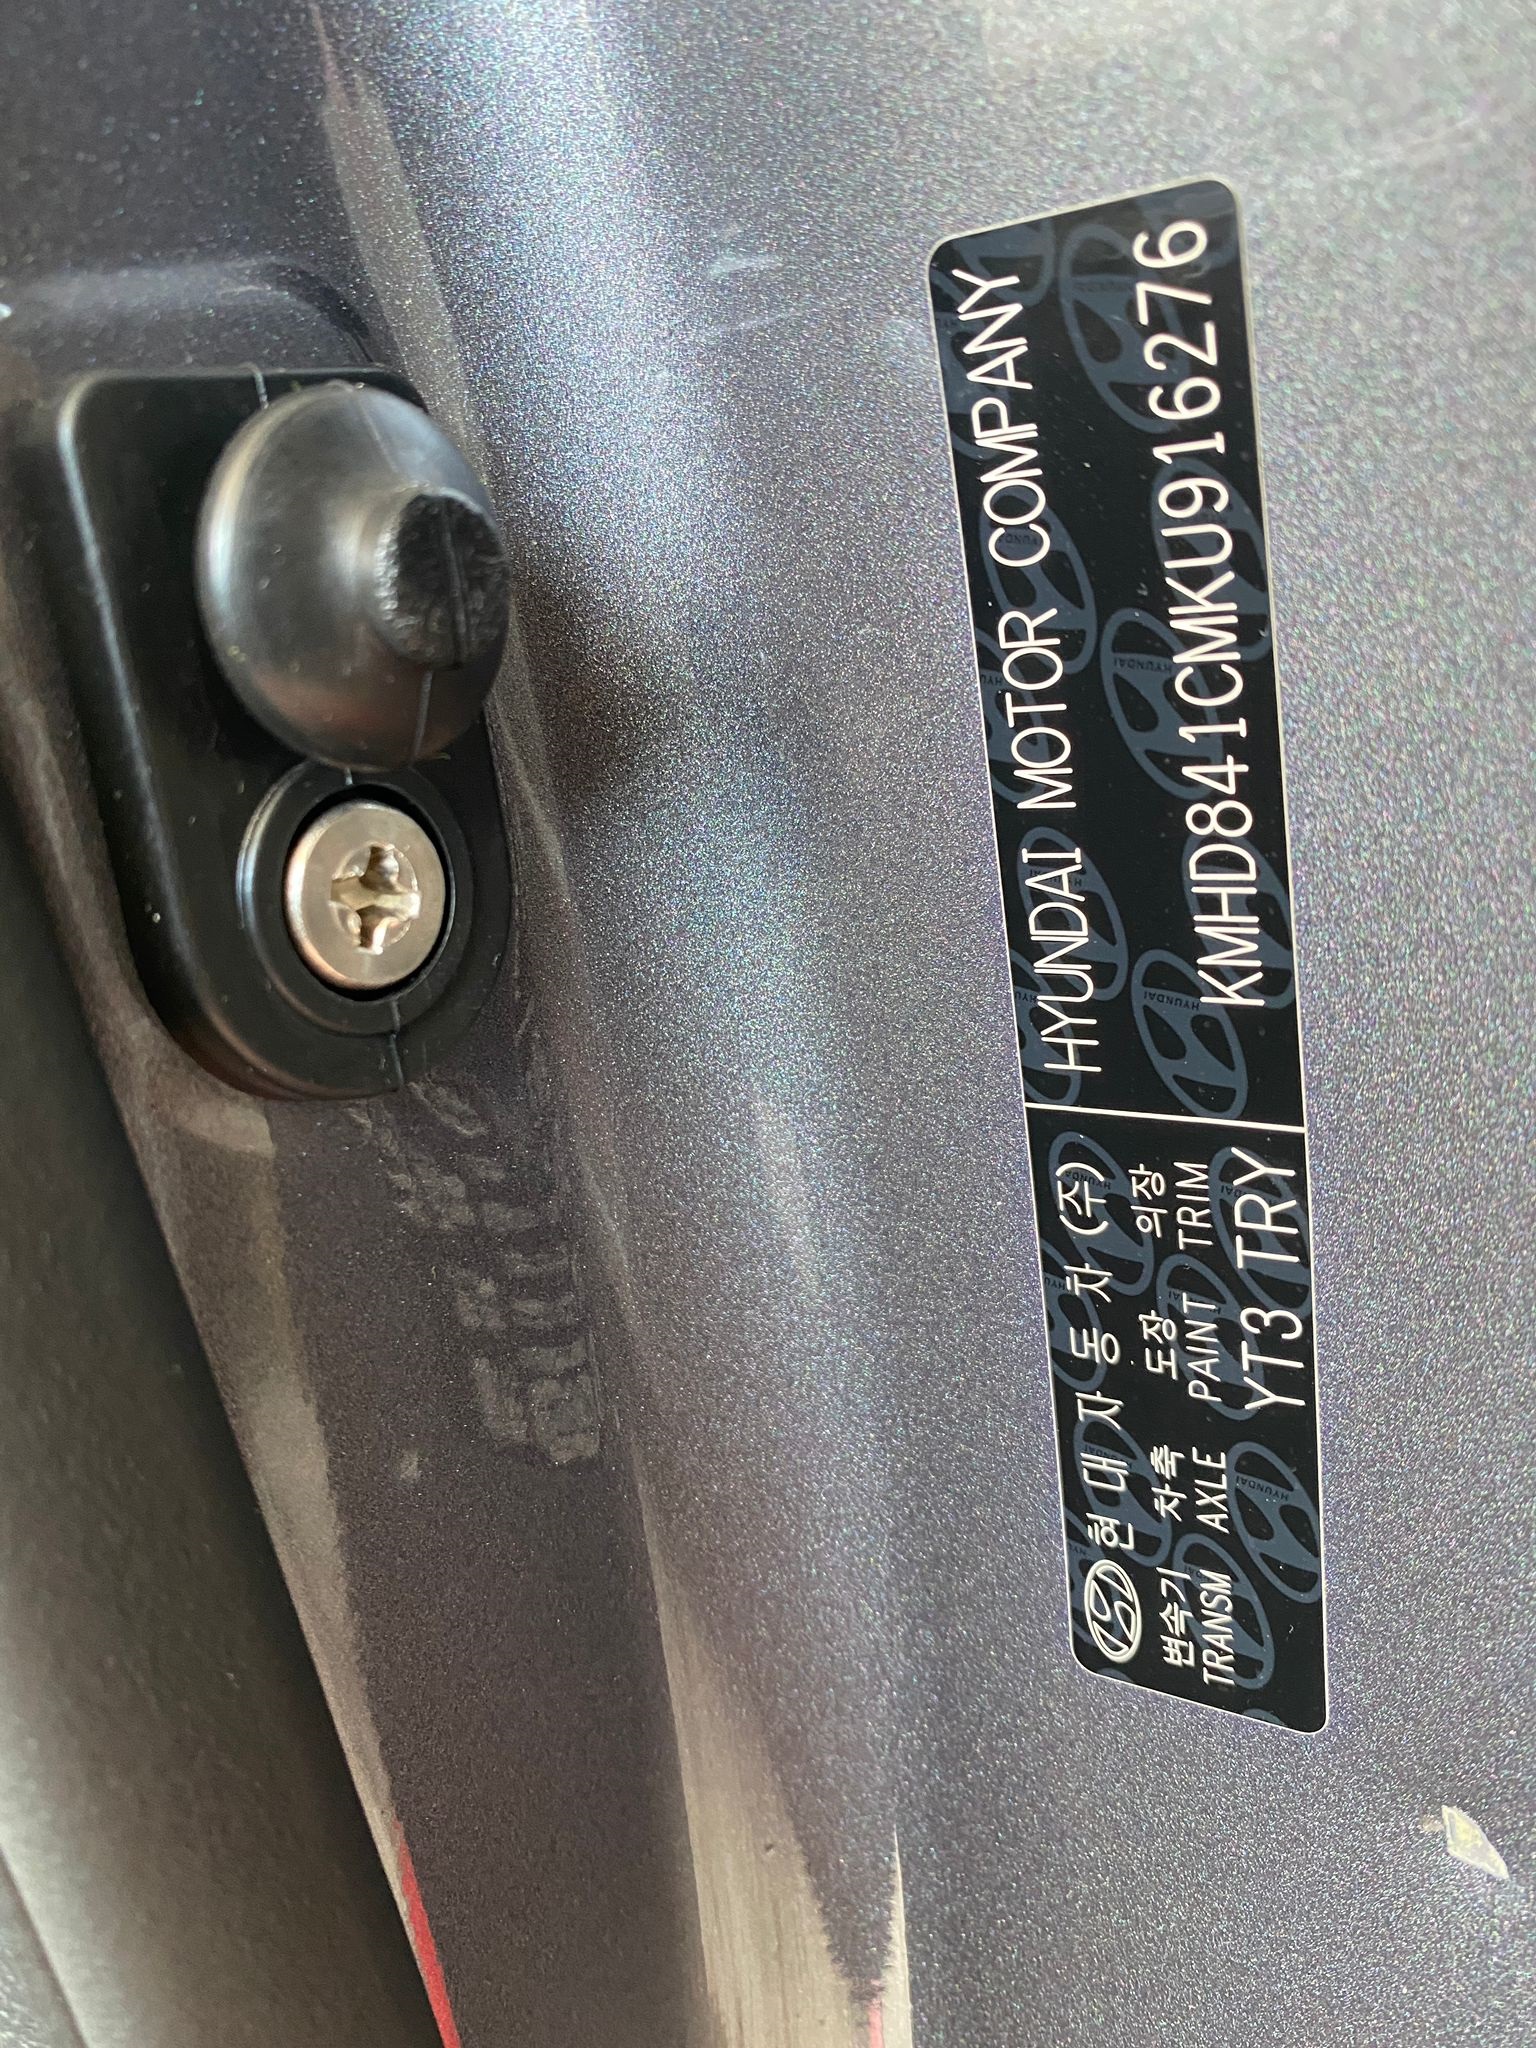 현대자동차(주)
변속기 차축 도장 의장
TRANSM AXLE PAINT TRIM
YT3 TRY
HYUNDAI MOTOR COMPANY
KMHD841CMKU916276